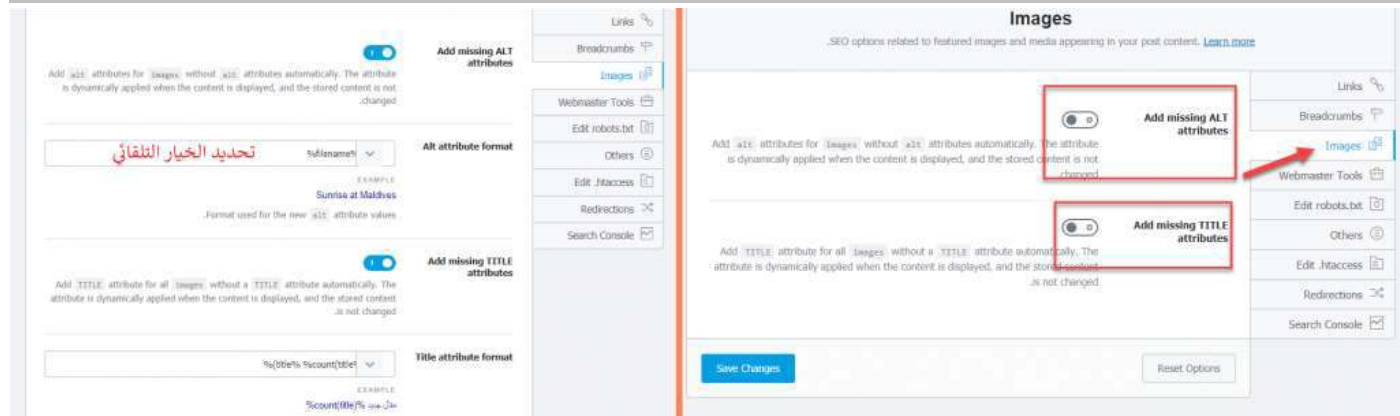 Links
Breadcrumbs
Images
Webmaster Tools
Edit robots.txt
Others
Edit .htaccess
Redirections
Search Console
Add missing ALT
attributes
Add alt attributes for images without alt attributes automatically. The attribute
is dynamically applied when the content is displayed, and the stored content is not
.changed
Alt attribute format
%filename%
تحديد الخيار التلقائي
EXAMPLE
Sunrise at Maldives
.Format used for the new alt attribute values
Add missing TITLE
attributes
Add TITLE attribute for all images without a TITLE attribute automatically. The
attribute is dynamically applied when the content is displayed, and the stored content
.is not changed
Title attribute format
%(title% %count(title
EXAMPLE
%count(title)%
Images
.SEO options related to featured images and media appearing in your post content. Learn more
Links
Breadcrumbs
Images
Webmaster Tools
Edit robots.txt
Others
Edit .htaccess
Redirections
Search Console
Add missing ALT
attributes
Add alt attributes for images without alt attributes automatically. The attribute
is dynamically applied when the content is displayed, and the stored content is not
.changed
Add missing TITLE
attributes
Add TITLE attribute for all images without a TITLE attribute automatically. The
attribute is dynamically applied when the content is displayed, and the stored content
.is not changed
Save Changes
Reset Options